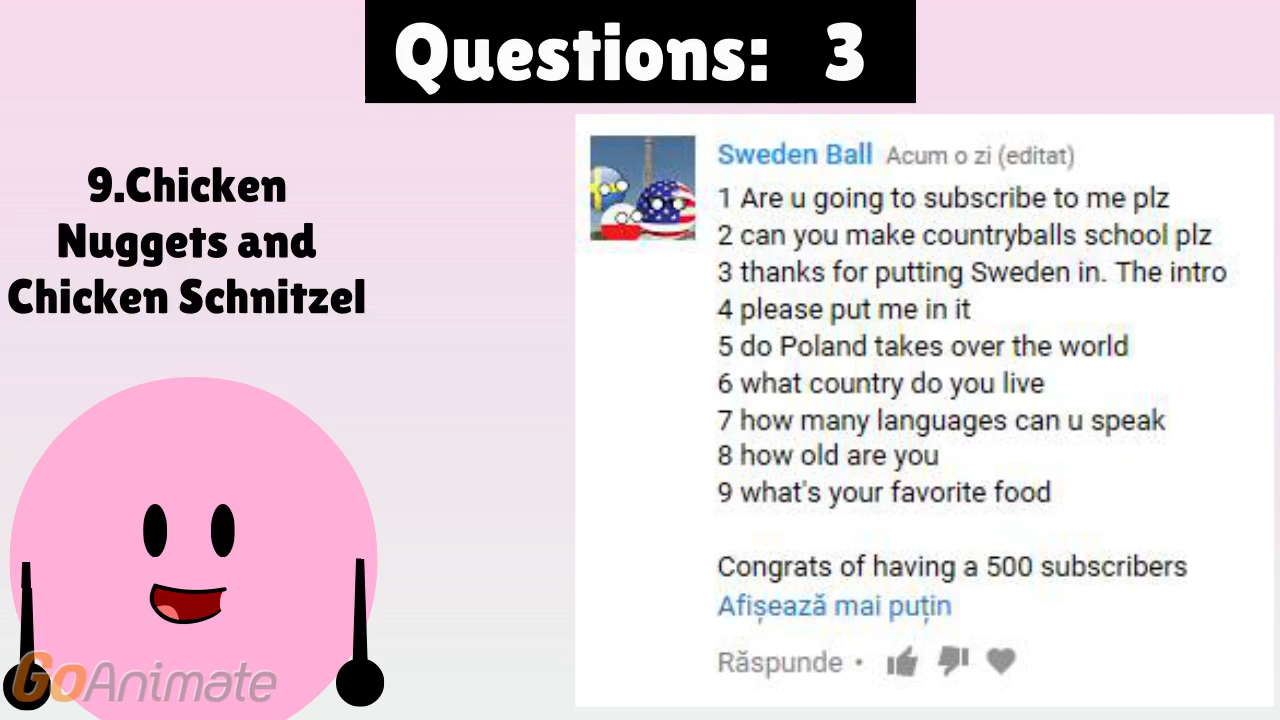 Questions: 3
9.Chicken
Nuggets and
Chicken Schnitzel
Sweden Ball Acum o zi (editat)
1 Are u going to subscribe to me plz
2 can you make countryballs school plz
3 thanks for putting Sweden in. The intro
4 please put me in it
5 do Poland takes over the world
6 what country do you live
7 how many languages can u speak
8 how old are you
9 what's your favorite food
Congrats of having a 500 subscribers
Afișează mai puțin
Răspunde •
GoAnimate